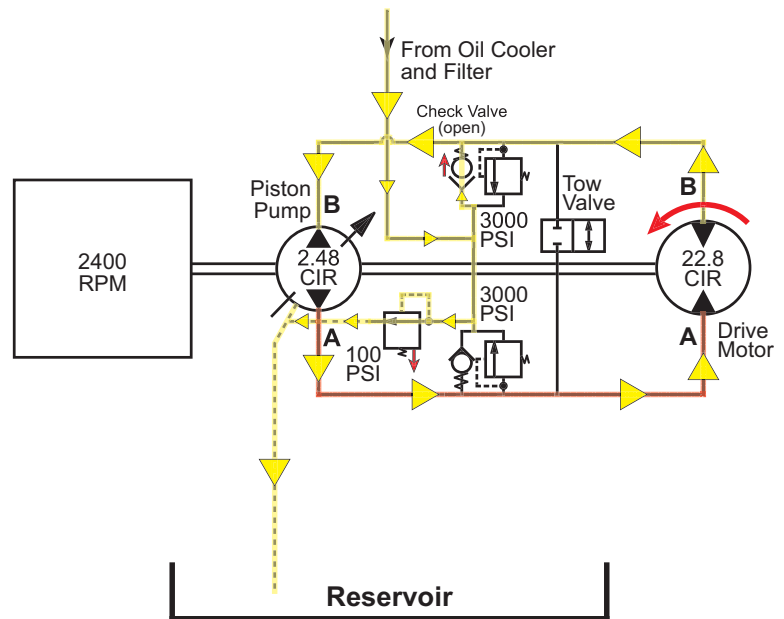 From Oil Cooler
and Filter
Check Valve
(open)
Piston
Pump
B
Tow
Valve
B
3000
PSI
2400
RPM
2.48
CIR
22.8
CIR
3000
PSI
A
100
PSI
A
Drive
Motor
Reservoir